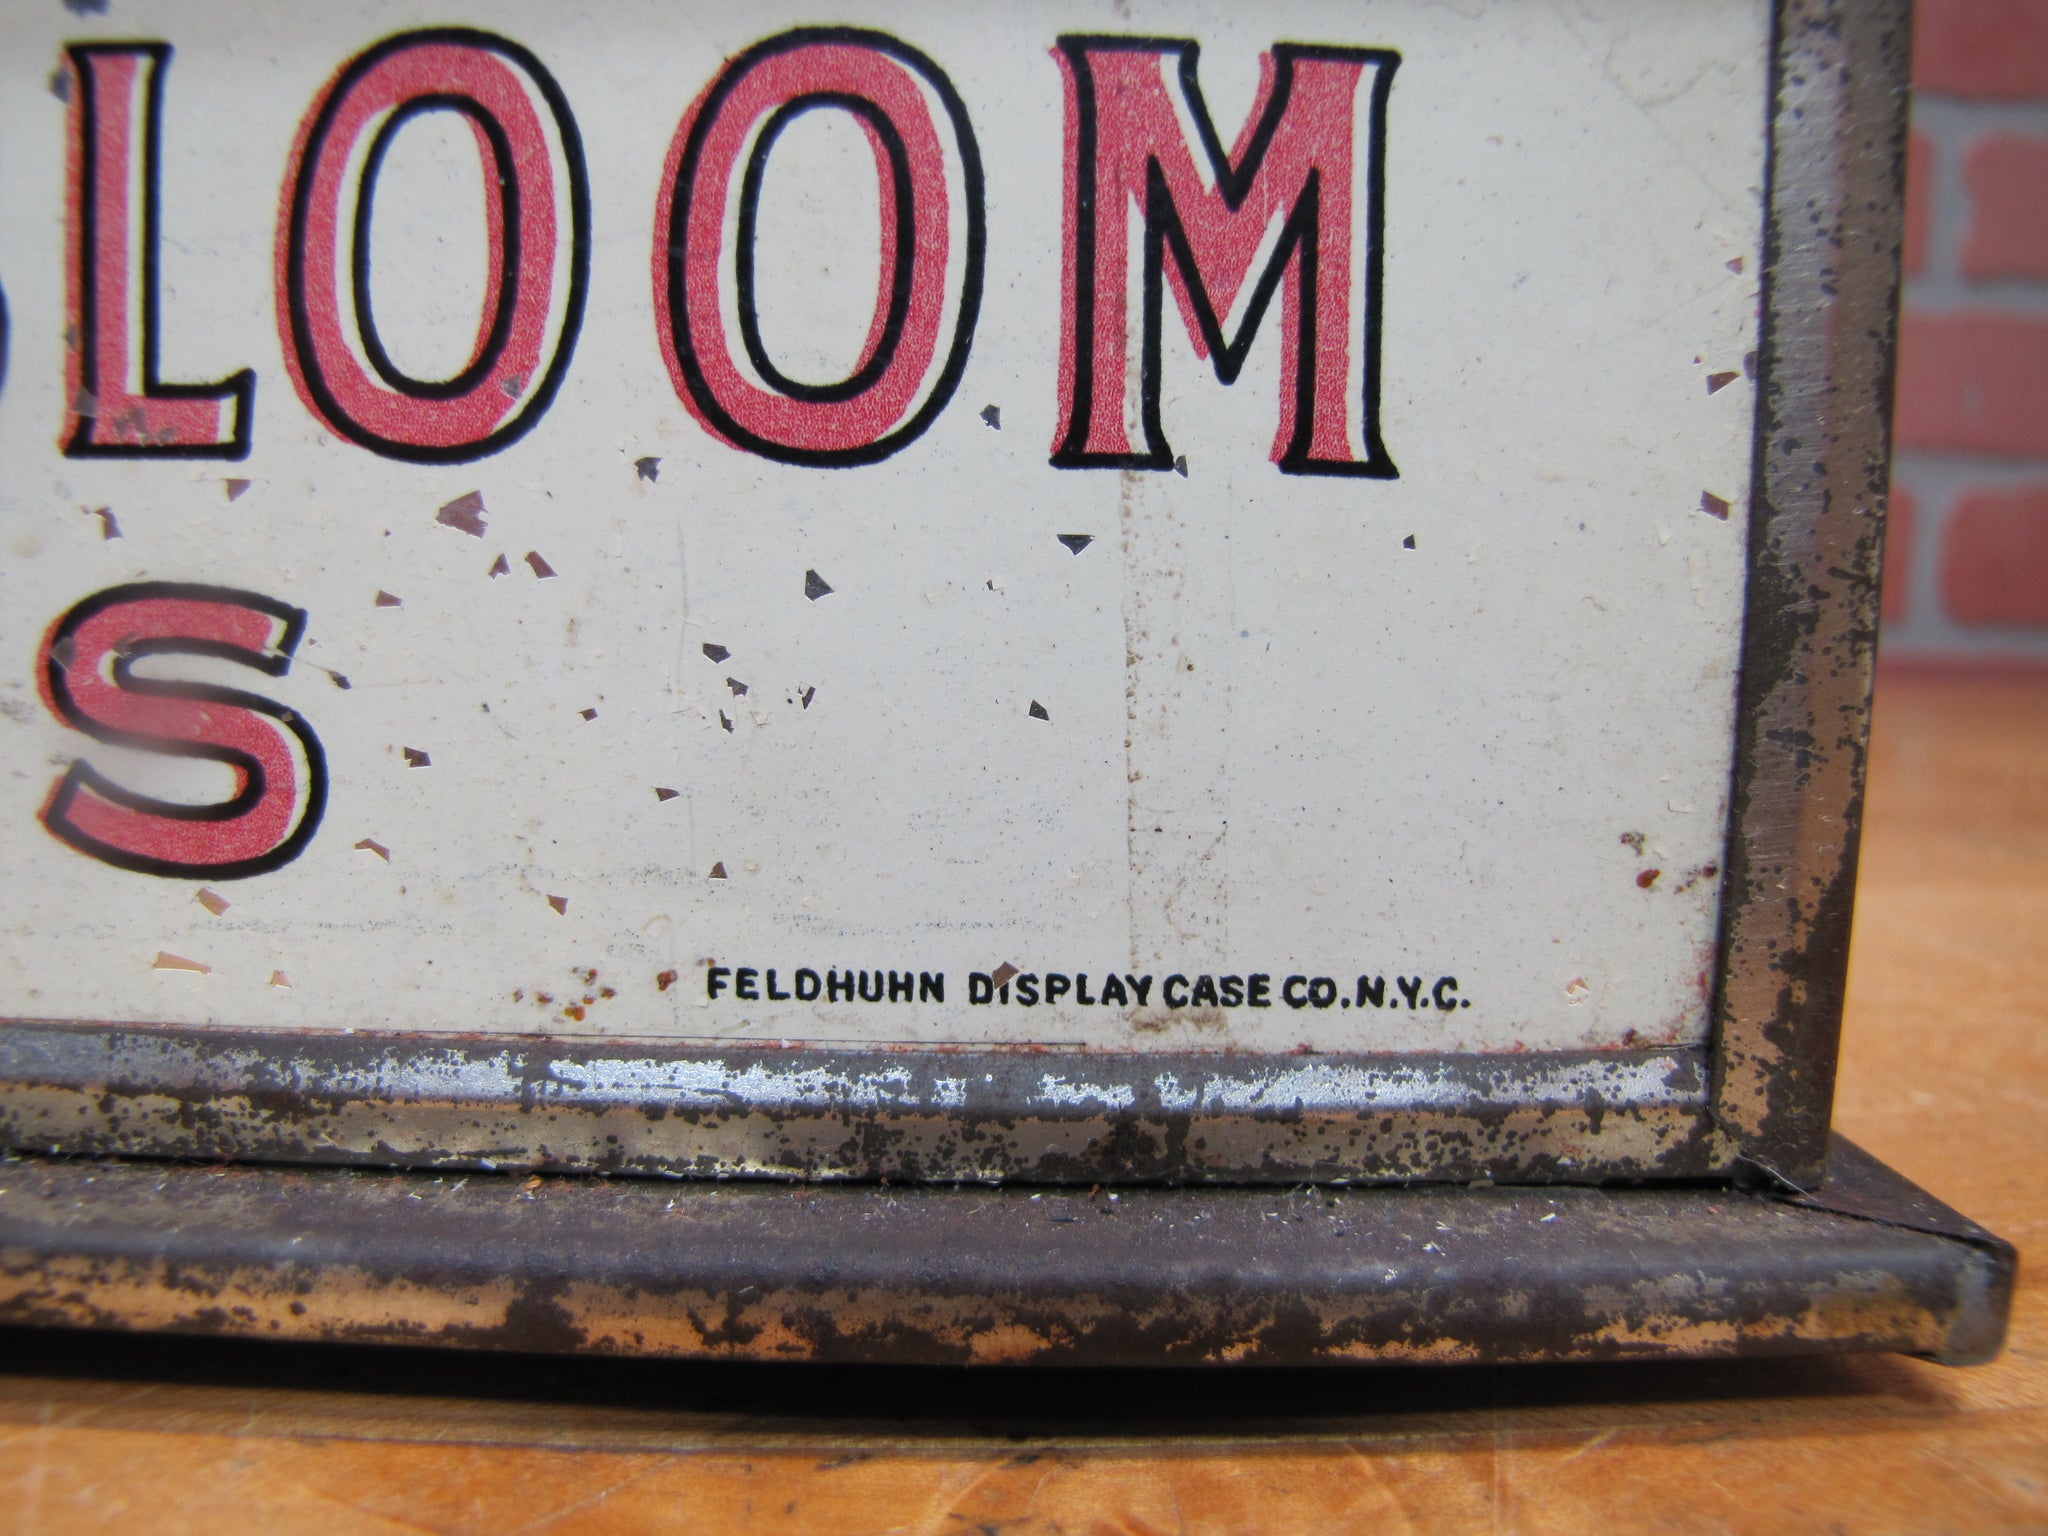 LOOM
S
FELDHUHN DISPLAY CASE CO. N.Y.C.